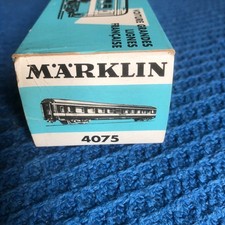 VOITURE GRANDES
LIGNES
FRANÇAISE
MÄRKLIN
4075